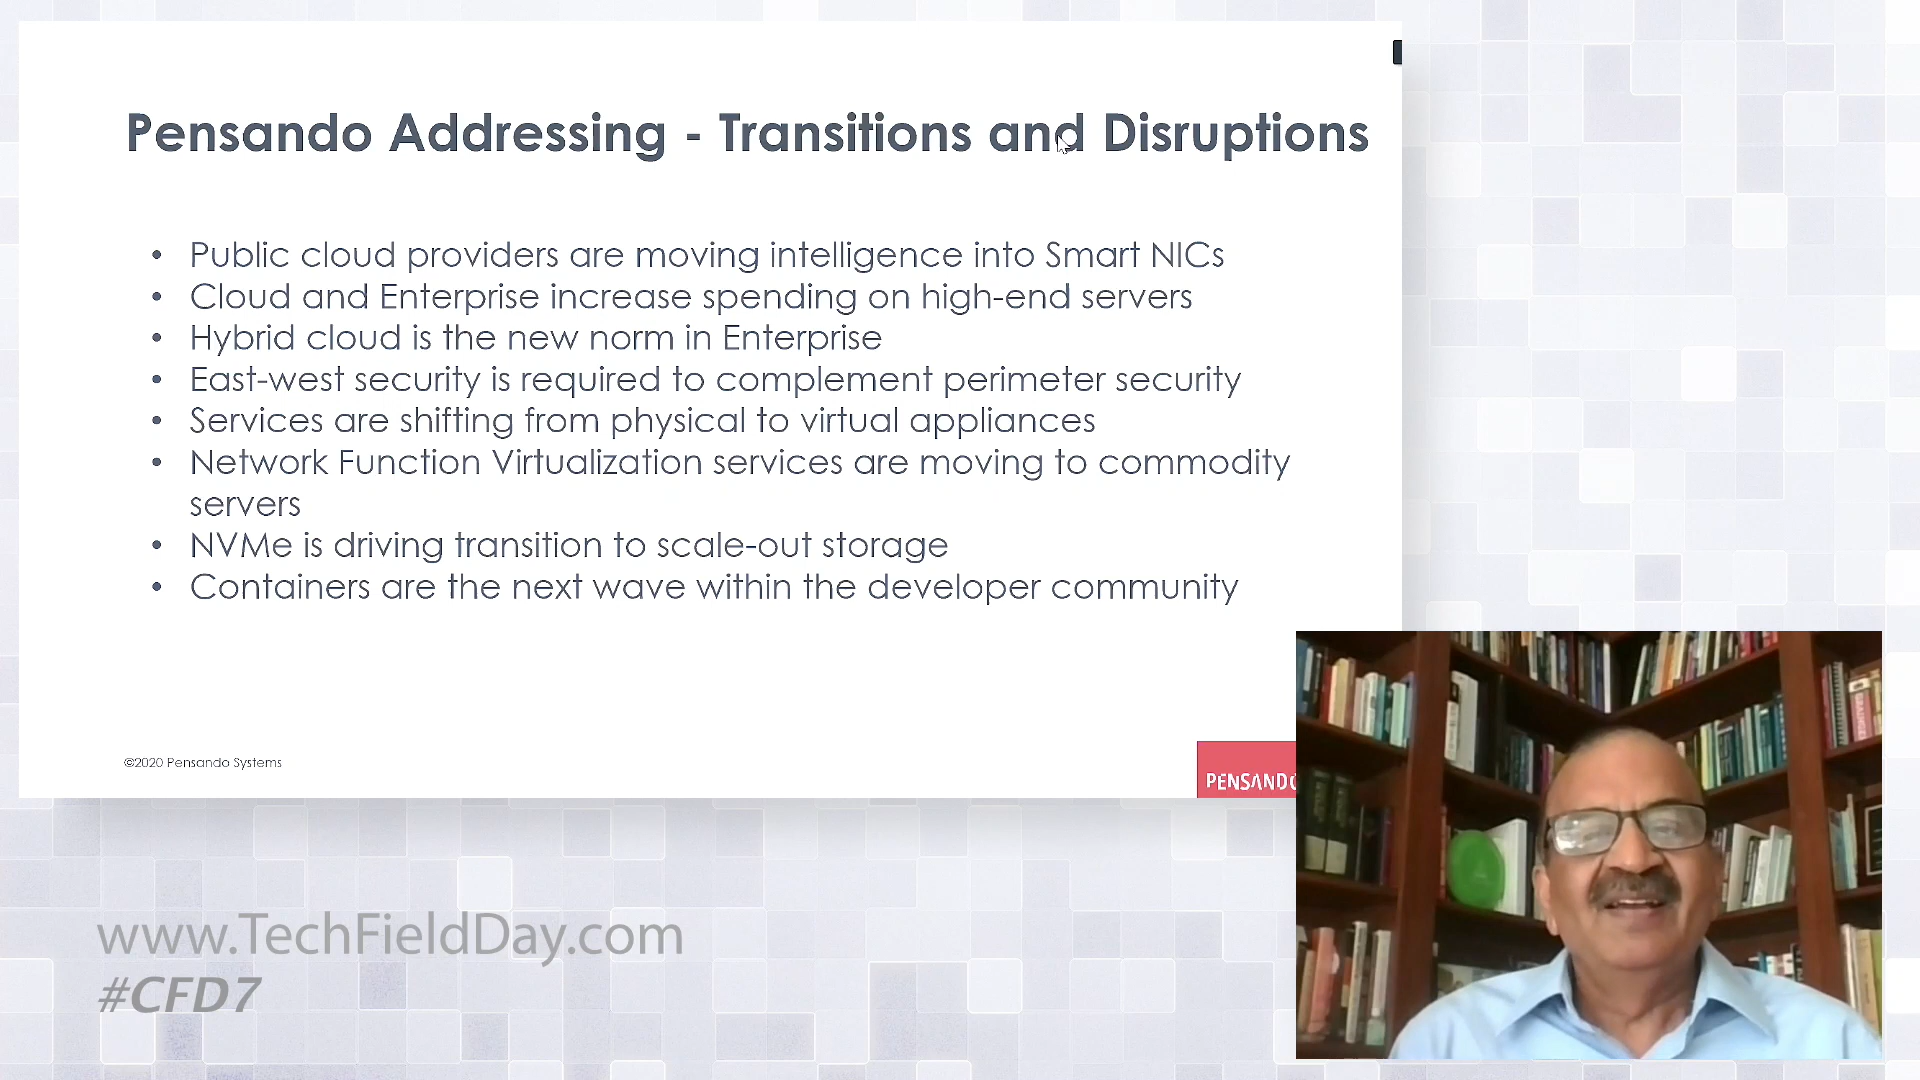 Pensando Addressing - Transitions and Disruptions
• Public cloud providers are moving intelligence into Smart NICs
• Cloud and Enterprise increase spending on high-end servers
• Hybrid cloud is the new norm in Enterprise
• East-west security is required to complement perimeter security
• Services are shifting from physical to virtual appliances
• Network Function Virtualization services are moving to commodity
servers
• NVMe is driving transition to scale-out storage
• Containers are the next wave within the developer community
©2020 Pensando Systems
PENSANDO
www.TechFieldDay.com
#CFD7